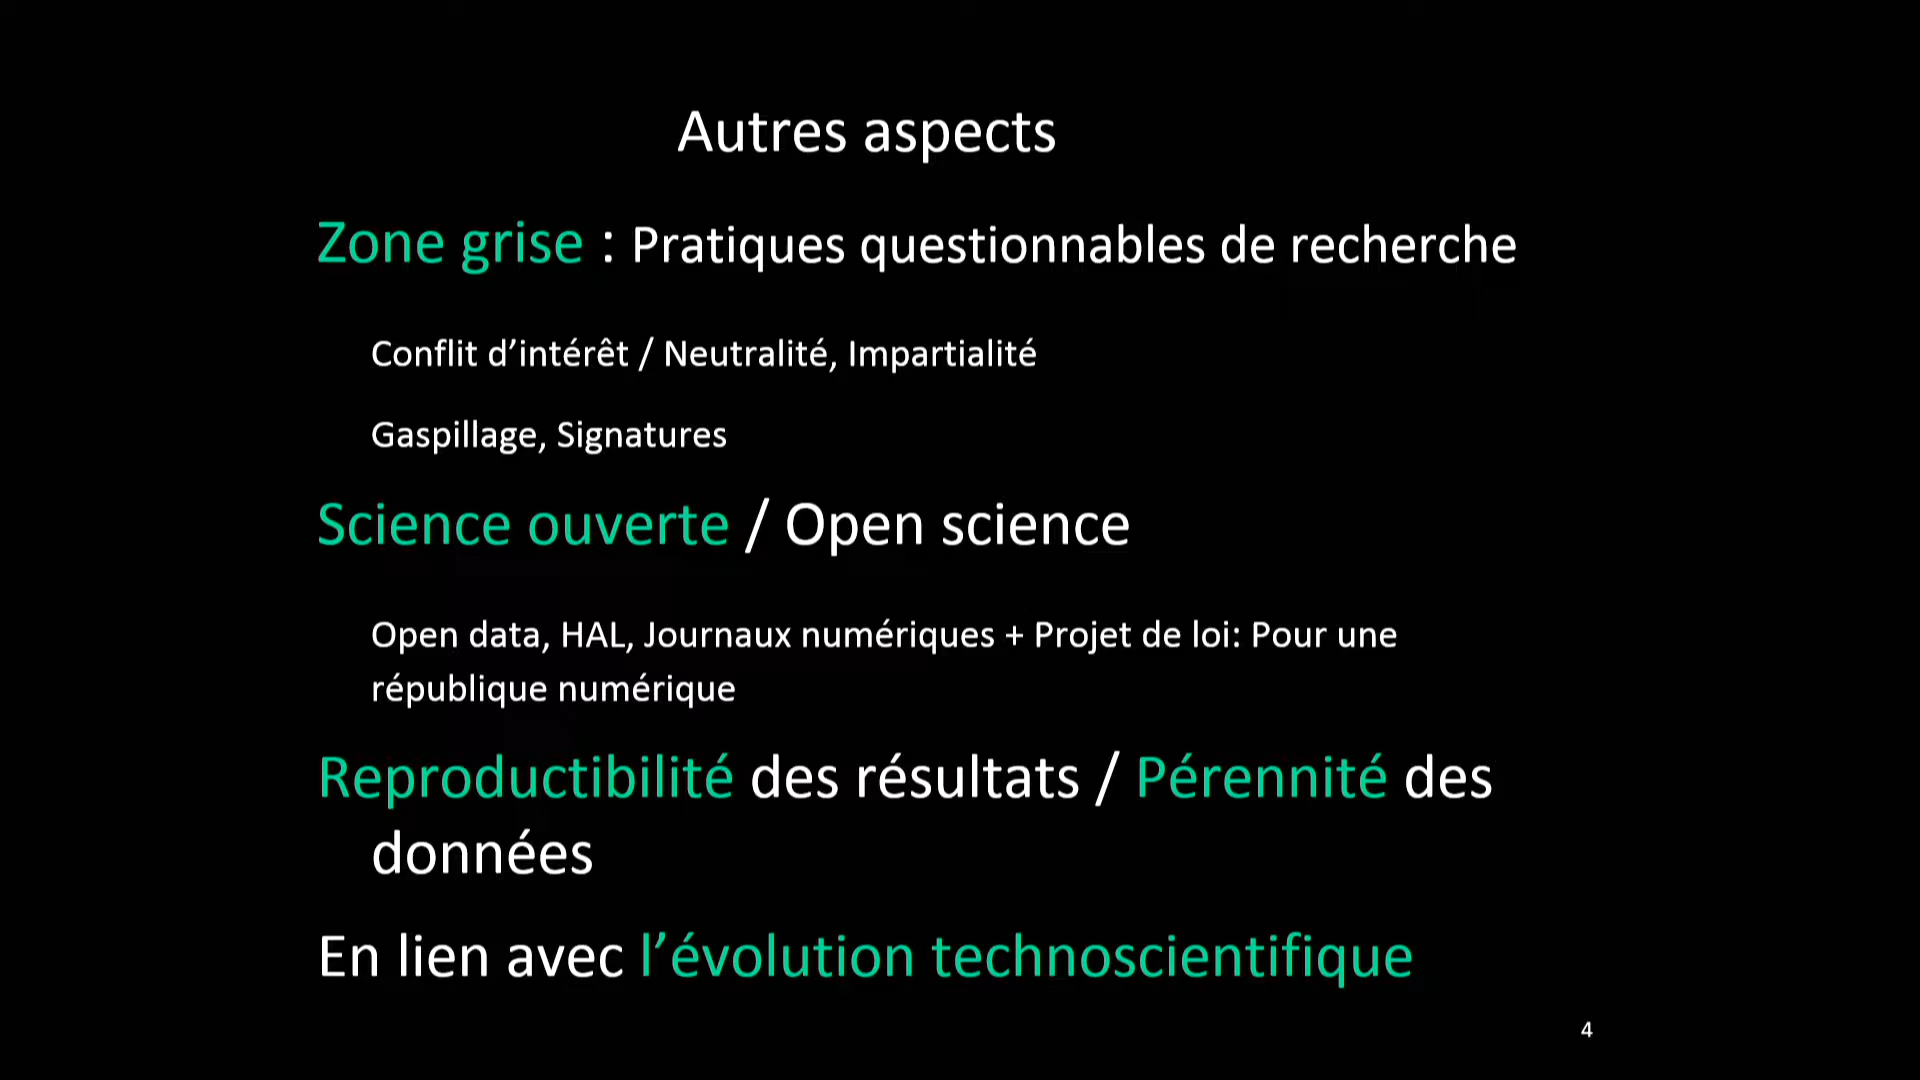 Autres aspects
Zone grise : Pratiques questionnables de recherche
Conflit d’intérêt / Neutralité, Impartialité
Gaspillage, Signatures
Science ouverte / Open science
Open data, HAL, Journaux numériques + Projet de loi: Pour une
république numérique
Reproductibilité des résultats / Pérennité des
données
En lien avec l’évolution technoscientifique
4